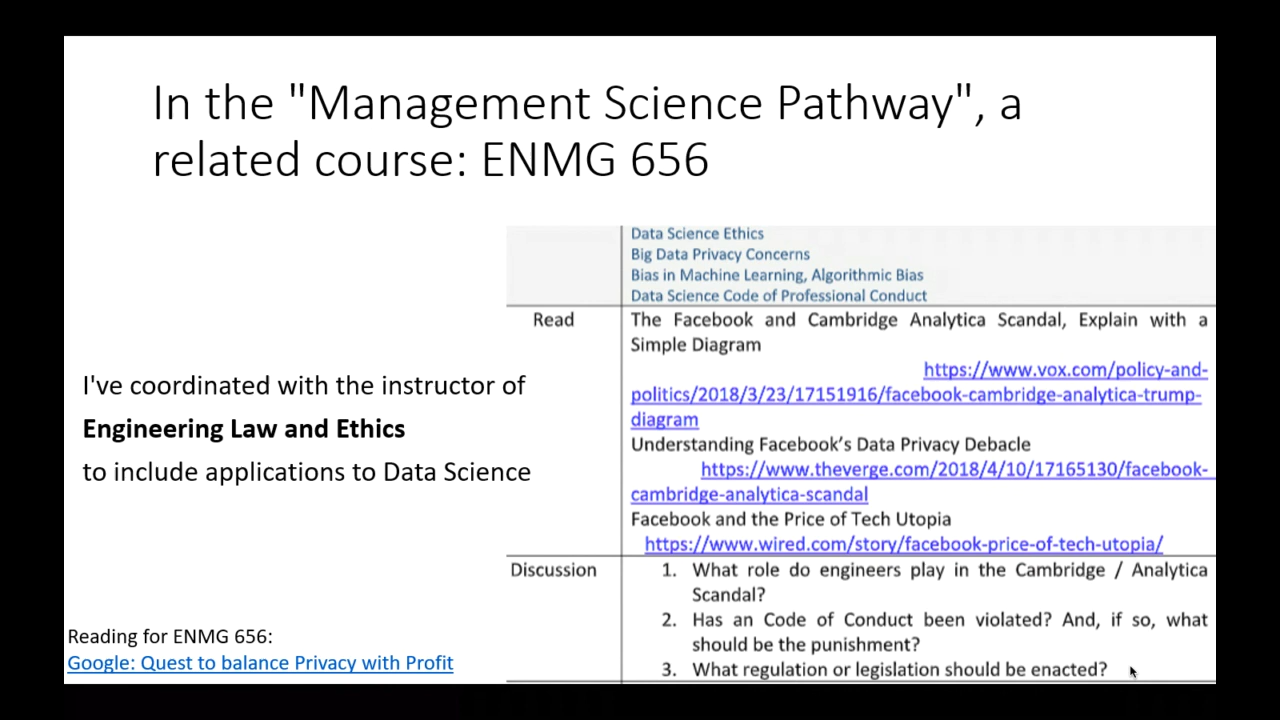 In the "Management Science Pathway", a
related course: ENMG 656
I've coordinated with the instructor of
Engineering Law and Ethics
to include applications to Data Science
Reading for ENMG 656:
Google: Quest to balance Privacy with Profit
Data Science Ethics
Big Data Privacy Concerns
Bias in Machine Learning, Algorithmic Bias
Data Science Code of Professional Conduct
Read
The Facebook and Cambridge Analytica Scandal, Explain with a
Simple Diagram
https://www.vox.com/policy-and-
politics/2018/3/23/17151916/facebook-cambridge-analytica-trump-
diagram
Understanding Facebook’s Data Privacy Debacle
https://www.theverge.com/2018/4/10/17165130/facebook-
cambridge-analytica-scandal
Facebook and the Price of Tech Utopia
https://www.wired.com/story/facebook-price-of-tech-utopia/
Discussion
1. What role do engineers play in the Cambridge / Analytica
Scandal?
2. Has an Code of Conduct been violated? And, if so, what
should be the punishment?
3. What regulation or legislation should be enacted?